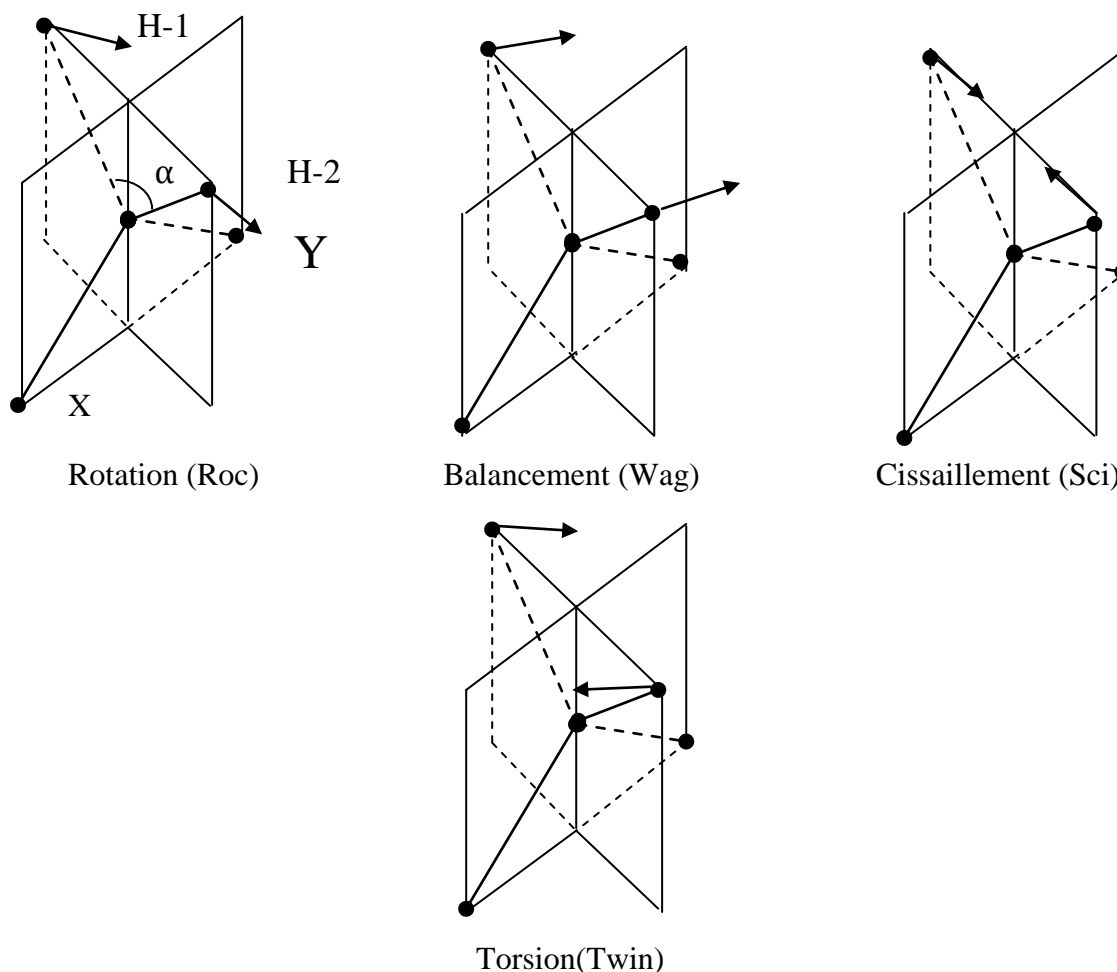 H-1
α
H-2
Y
X
Rotation (Roc)
Balancement (Wag)
Cissaillement (Sci)
Torsion(Twin)